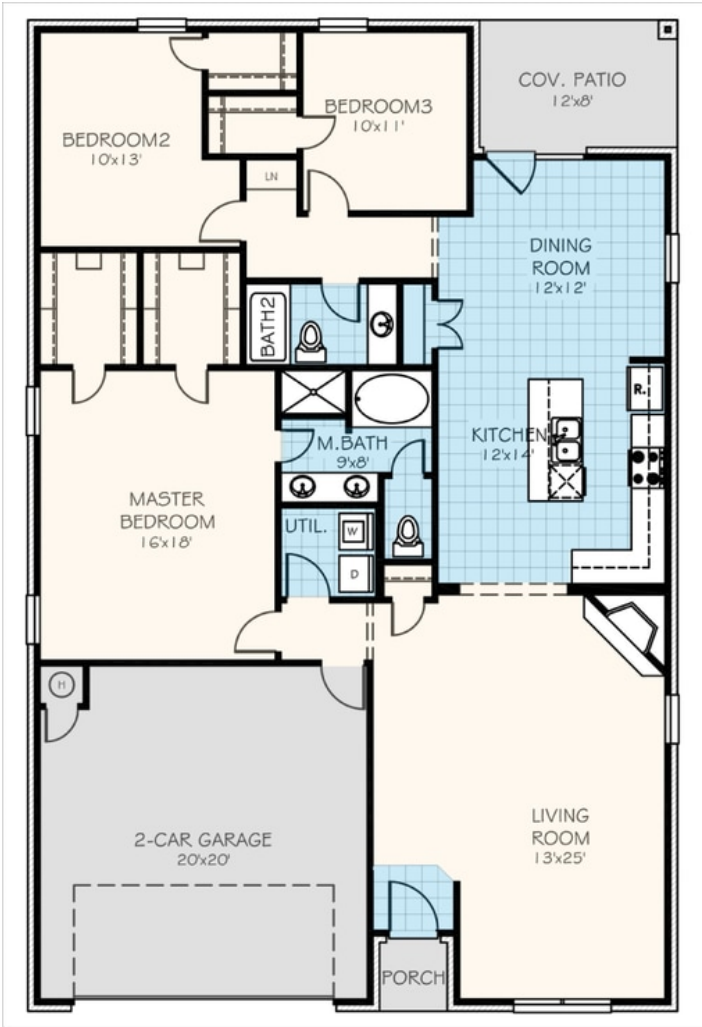 COV. PATIO
12'x8'
BEDROOM3
10'x11'
BEDROOM2
10'x13'
LN
DINING
ROOM
12'x12'
BATH2
R.
KITCHEN
12'x14'
M.BATH
9'x8'
MASTER
BEDROOM
16'x18'
UTIL.
W
D
H
LIVING
ROOM
13'x25'
2-CAR GARAGE
20'x20'
PORCH